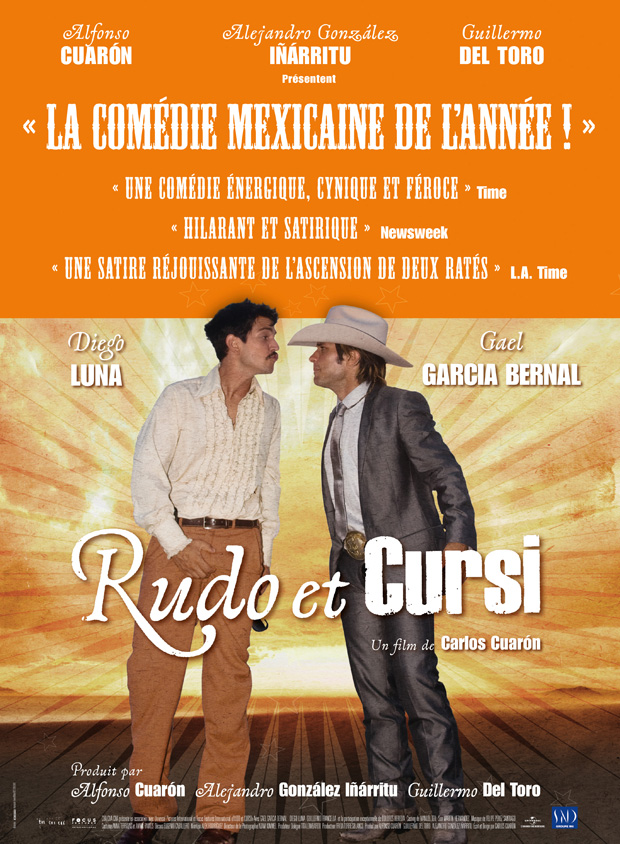 Alfonso Alejandro González Guillermo
CUARÓN IÑÁRRITU DEL TORO
Présentent
« LA COMÉDIE MEXICAINE DE L'ANNÉE ! »
« UNE COMÉDIE ÉNERGIQUE, CYNIQUE ET FÉROCE » Time
« HILARANT ET SATIRIQUE » Newsweek
« UNE SATIRE RÉJOUISSANTE DE L'ASCENSION DE DEUX RATÉS » L.A. Time
Diego Gael
LUNA GARCIA BERNAL
Rudo et Cursi
Un film de Carlos Cuarón
Produit par
Alfonso Cuarón Alejandro González Iñárritu Guillermo Del Toro
FOCUS
UNIVERSAL
SND